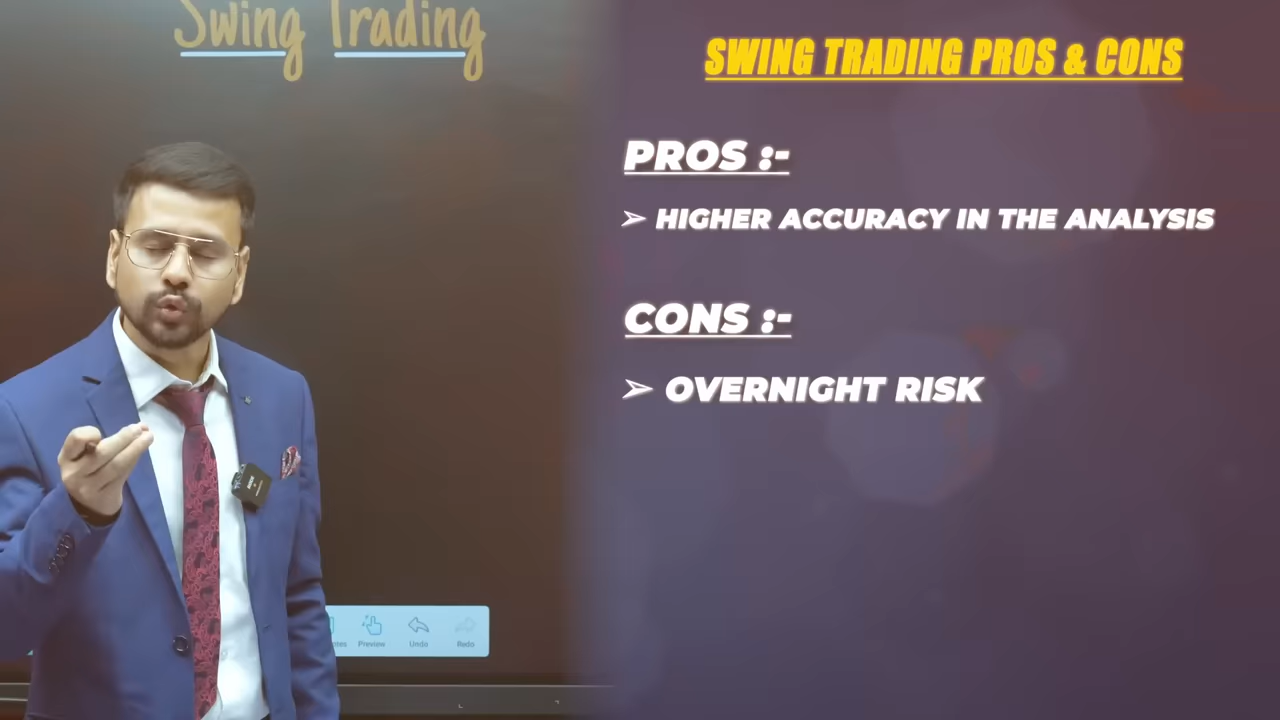 Swing Trading
SWING TRADING PROS & CONS
PROS :-
➢ HIGHER ACCURACY IN THE ANALYSIS
CONS :-
➢ OVERNIGHT RISK
Preview Undo Redo